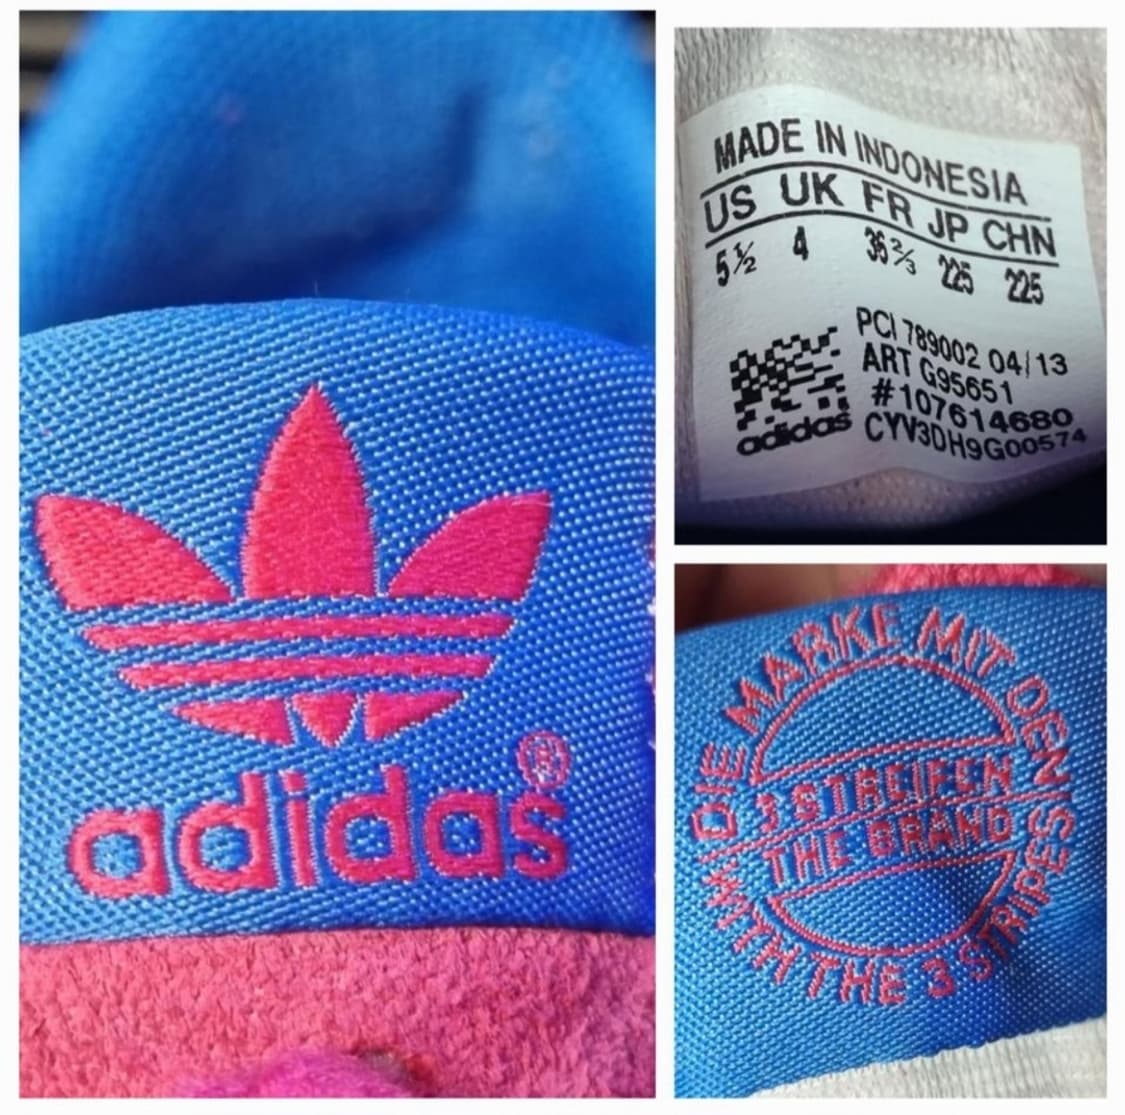 adidas®
MADE IN INDONESIA
US UK FR JP CHN
5½ 4 36⅔ 225 225
PCI 789002 04/13
ART G95651
#107614680
CYV3DH9G00574
adidas
DIE MARKE MIT DEN
3 STREIFEN
THE BRAND
WITH THE 3 STRIPES